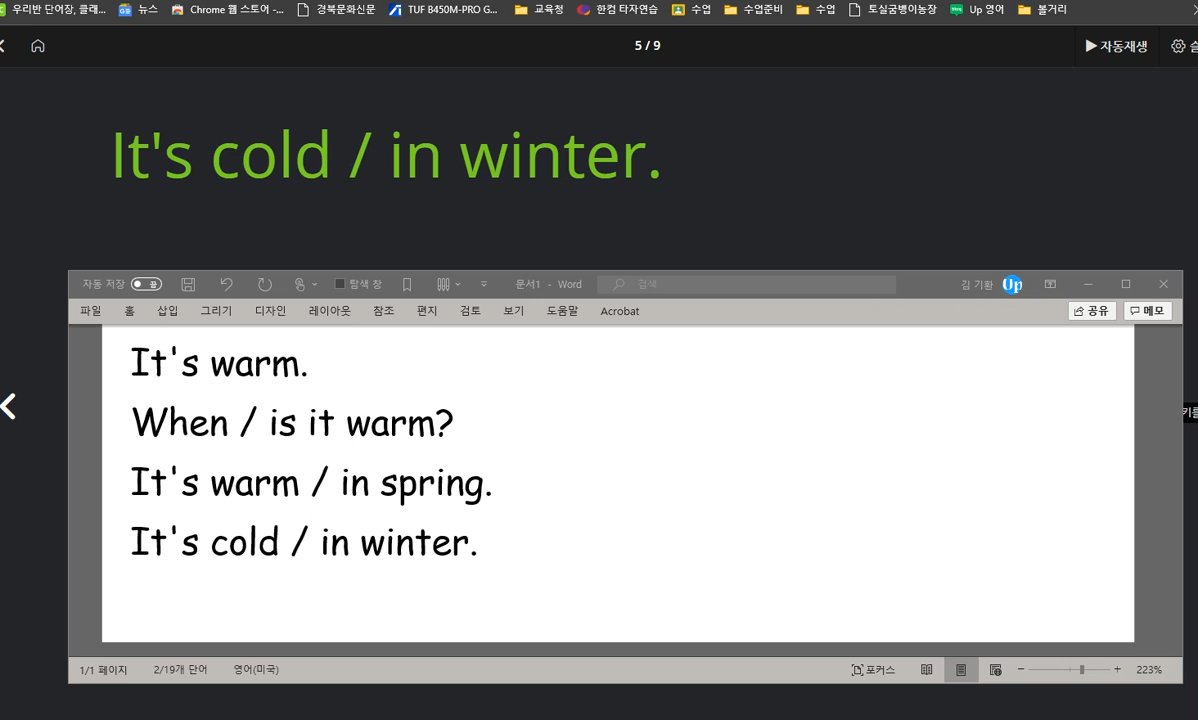 우리반 단어장, 클래... 뉴스 Chrome 웹 스토어 -... 경북문화신문 TUF B450M-PRO G... 교육청 한컴 타자연습 수업 수업준비 수업 토실굼벵이농장 Up 영어 볼거리
5 / 9 ▶자동재생
It's cold / in winter.
자동 저장 끔 탐색 창 문서1 - Word 검색 김 기환 Up
파일 홈 삽입 그리기 디자인 레이아웃 참조 편지 검토 보기 도움말 Acrobat 공유 메모
It's warm.
When / is it warm?
It's warm / in spring.
It's cold / in winter.
키를
1/1 페이지 2/19개 단어 영어(미국) 포커스 - + 223%